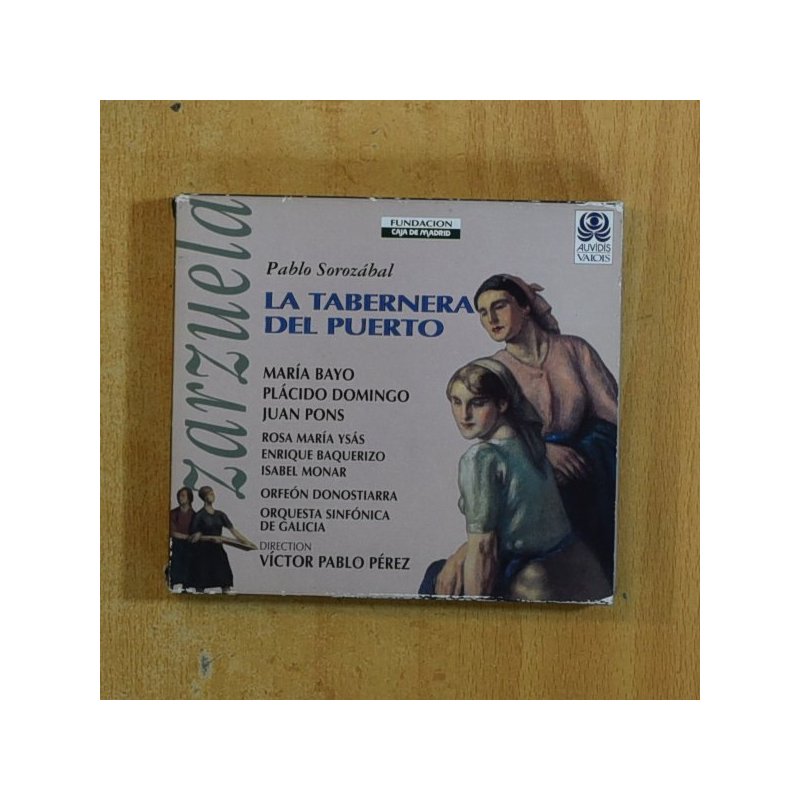 zarzuela
FUNDACION
CAJA DE MADRID
AUVIDIS
VALOIS
Pablo Sorozábal
LA TABERNERA
DEL PUERTO
MARÍA BAYO
PLÁCIDO DOMINGO
JUAN PONS
ROSA MARÍA YSÁS
ENRIQUE BAQUERIZO
ISABEL MONAR
ORFEÓN DONOSTIARRA
ORQUESTA SINFÓNICA
DE GALICIA
DIRECTION
VÍCTOR PABLO PÉREZ